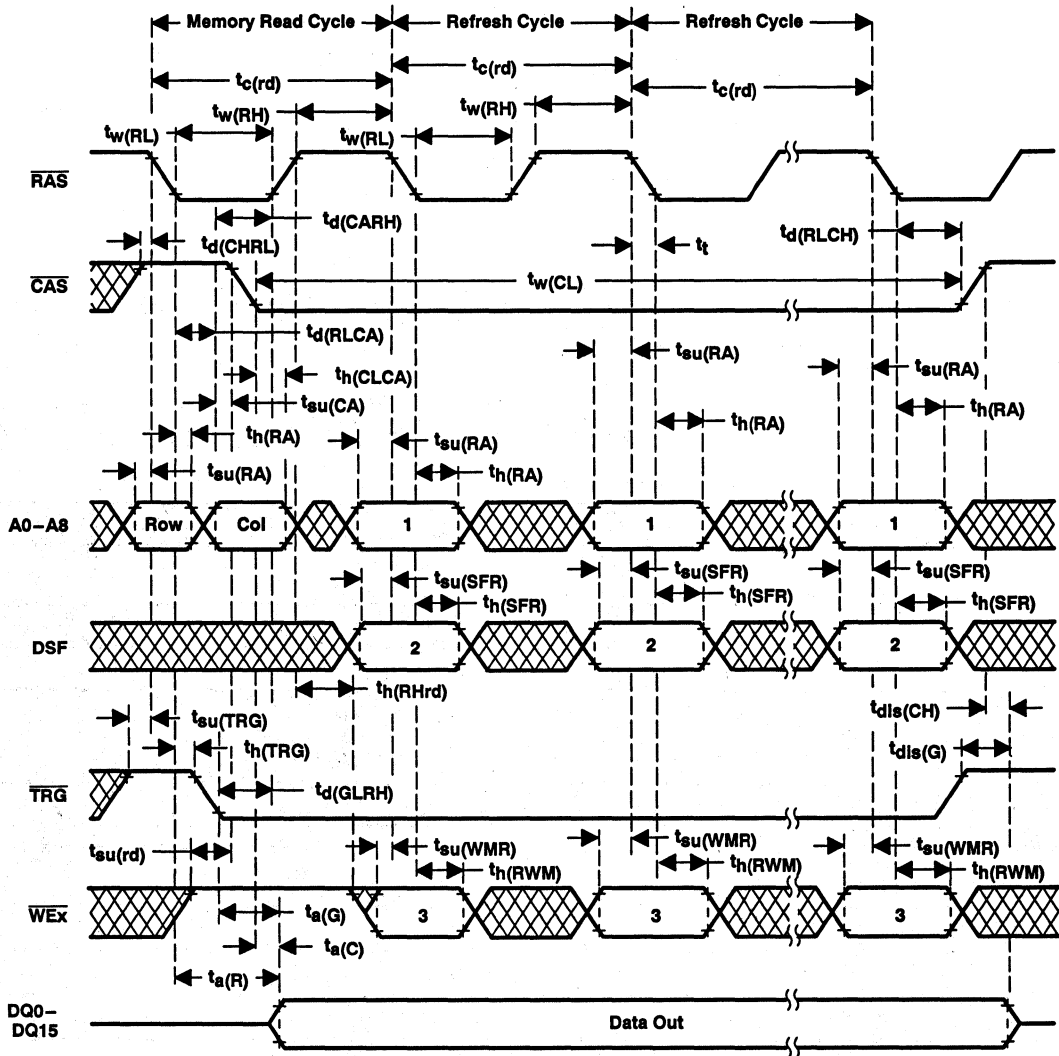 Memory Read Cycle Refresh Cycle Refresh Cycle
tc(rd) tc(rd) tc(rd)
tw(RH) tw(RH)
tw(RL) tw(RL)
RAS
td(CARH)
td(CHRL) tt td(RLCH)
CAS
tw(CL)
td(RLCA)
tsu(RA) tsu(RA)
th(CLCA)
tsu(CA)
th(RA) th(RA)
th(RA) tsu(RA)
tsu(RA) th(RA)
A0–A8 Row Col 1 1 1
tsu(SFR) tsu(SFR) tsu(SFR)
th(SFR) th(SFR) th(SFR)
DSF 2 2 2
th(RHrd)
tdis(CH)
tsu(TRG)
th(TRG) tdis(G)
TRG
td(GLRH)
tsu(rd) tsu(WMR) tsu(WMR) tsu(WMR)
th(RWM) th(RWM) th(RWM)
WEx 3 3 3
ta(G)
ta(C)
ta(R)
DQ0–
DQ15
Data Out